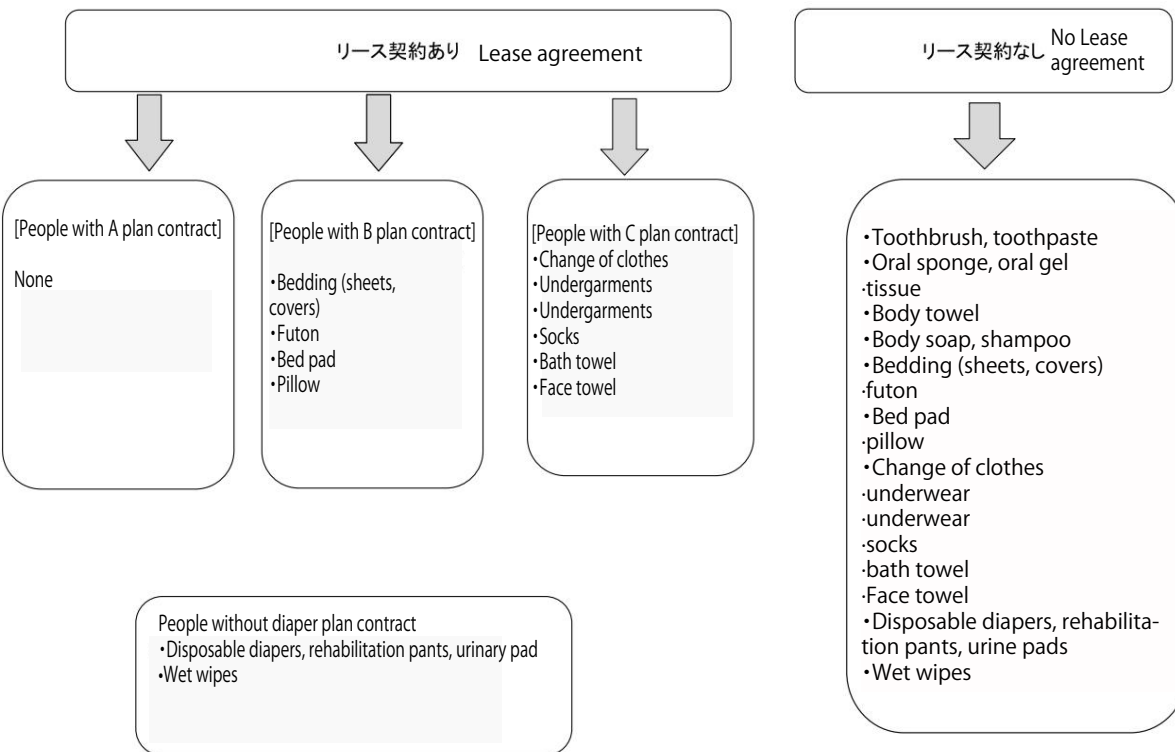 リース契約あり Lease agreement
リース契約なし No Lease
agreement
[People with A plan contract]
None
[People with B plan contract]
・Bedding (sheets,
covers)
・Futon
・Bed pad
・Pillow
[People with C plan contract]
・Change of clothes
・Undergarments
・Undergarments
・Socks
・Bath towel
・Face towel
・Toothbrush, toothpaste
・Oral sponge, oral gel
·tissue
・Body towel
・Body soap, shampoo
・Bedding (sheets, covers)
·futon
・Bed pad
·pillow
・Change of clothes
·underwear
·underwear
·socks
·bath towel
·Face towel
・Disposable diapers, rehabilita-
tion pants, urine pads
・Wet wipes
People without diaper plan contract
・Disposable diapers, rehabilitation pants, urinary pad
•Wet wipes